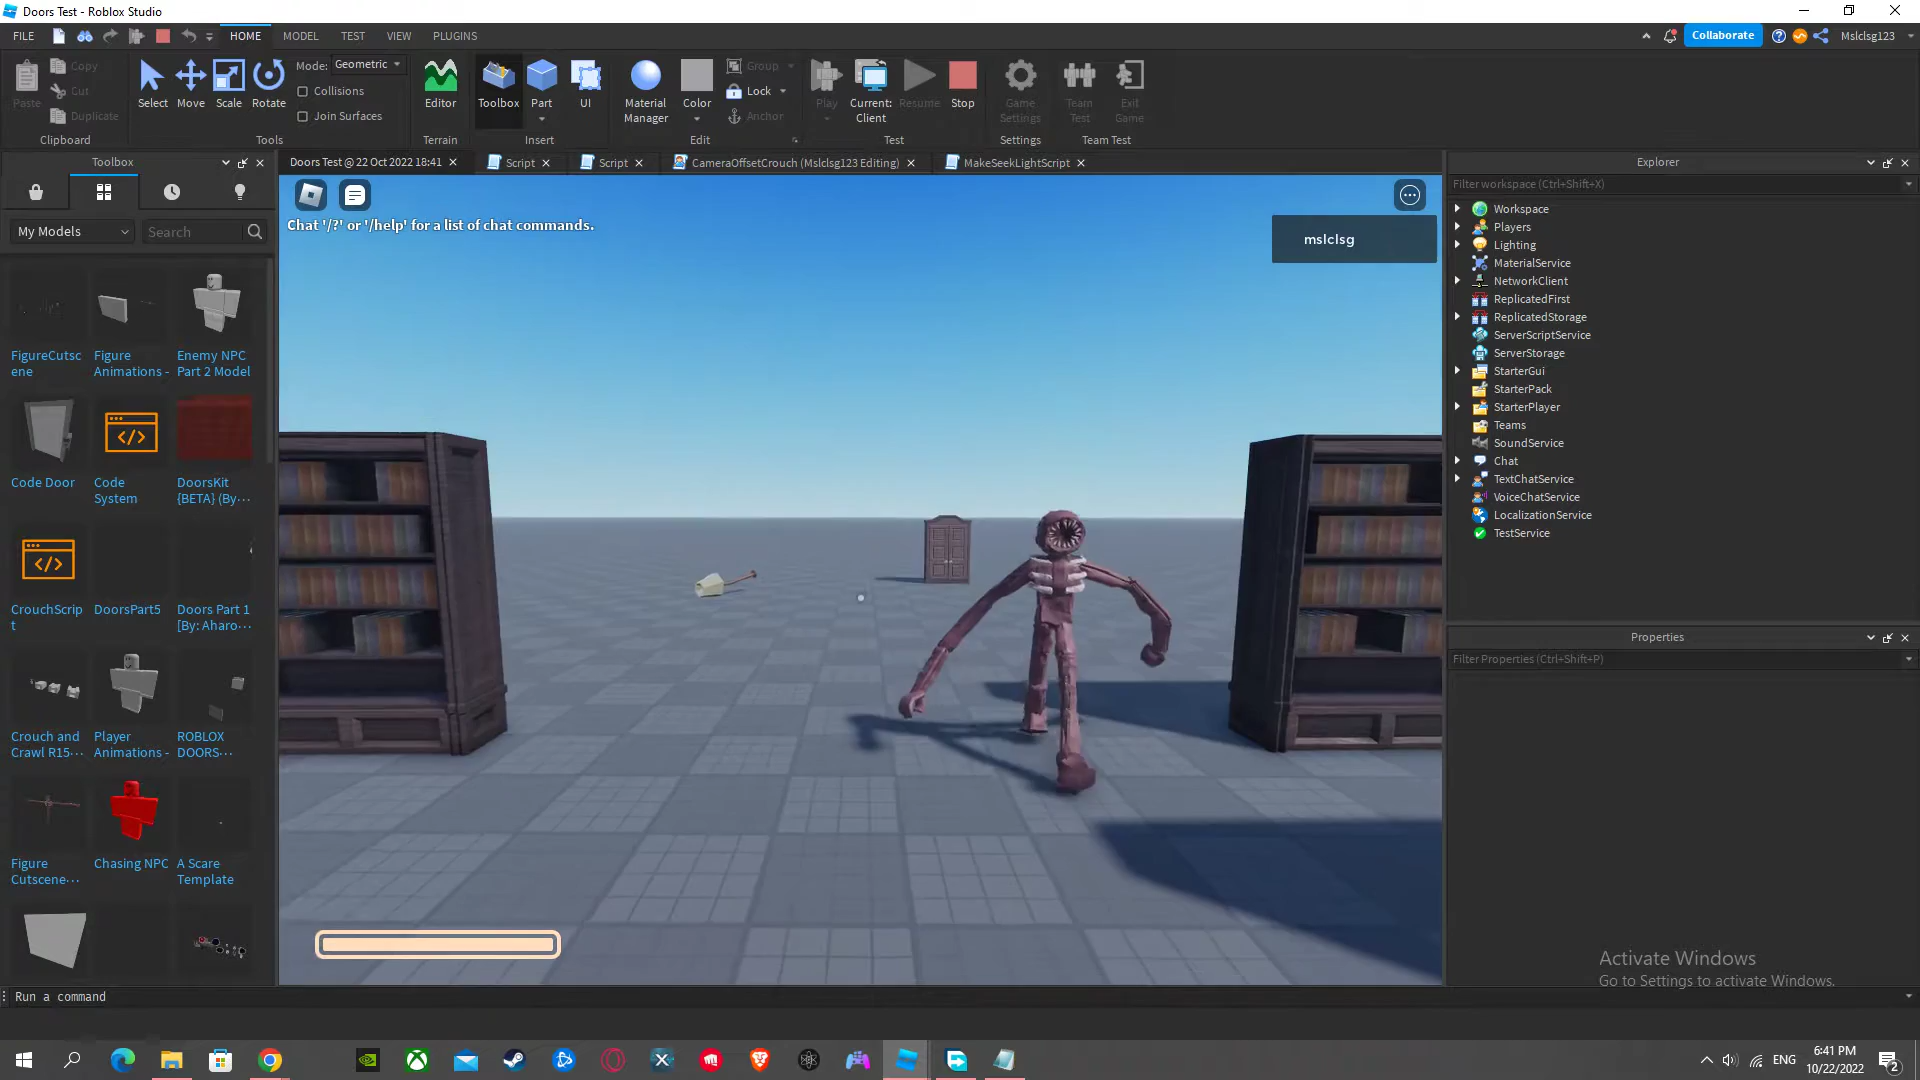 Doors Test - Roblox Studio
FILE
HOME
MODEL
TEST
VIEW
PLUGINS
Collaborate
Mslclsg123
Paste
Copy
Cut
Duplicate
Clipboard
Select
Move
Scale
Rotate
Mode:
Geometric
Collisions
Join Surfaces
Tools
Editor
Terrain
Toolbox
Part
UI
Insert
Material
Manager
Color
Group
Lock
Anchor
Edit
Play
Current:
Client
Resume
Stop
Test
Game
Settings
Settings
Team
Test
Exit
Game
Team Test
Toolbox
Doors Test @ 22 Oct 2022 18:41
Script
Script
CameraOffsetCrouch (Mslclsg123 Editing)
MakeSeekLightScript
Explorer
My Models
Search
FigureCutsc
ene
Figure
Animations -
Enemy NPC
Part 2 Model
Code Door
Code
System
DoorsKit
{BETA} (By···
CrouchScrip
t
DoorsPart5
Doors Part 1
[By: Aharo···
Crouch and
Crawl R15···
Player
Animations -
ROBLOX
DOORS···
Figure
Cutscene···
Chasing NPC
A Scare
Template
Chat '/?' or '/help' for a list of chat commands.
mslclsg
Filter workspace (Ctrl+Shift+X)
Workspace
Players
Lighting
MaterialService
NetworkClient
ReplicatedFirst
ReplicatedStorage
ServerScriptService
ServerStorage
StarterGui
StarterPack
StarterPlayer
Teams
SoundService
Chat
TextChatService
VoiceChatService
LocalizationService
TestService
Properties
Filter Properties (Ctrl+Shift+P)
Activate Windows
Go to Settings to activate Windows.
Run a command
ENG
6:41 PM
10/22/2022
2